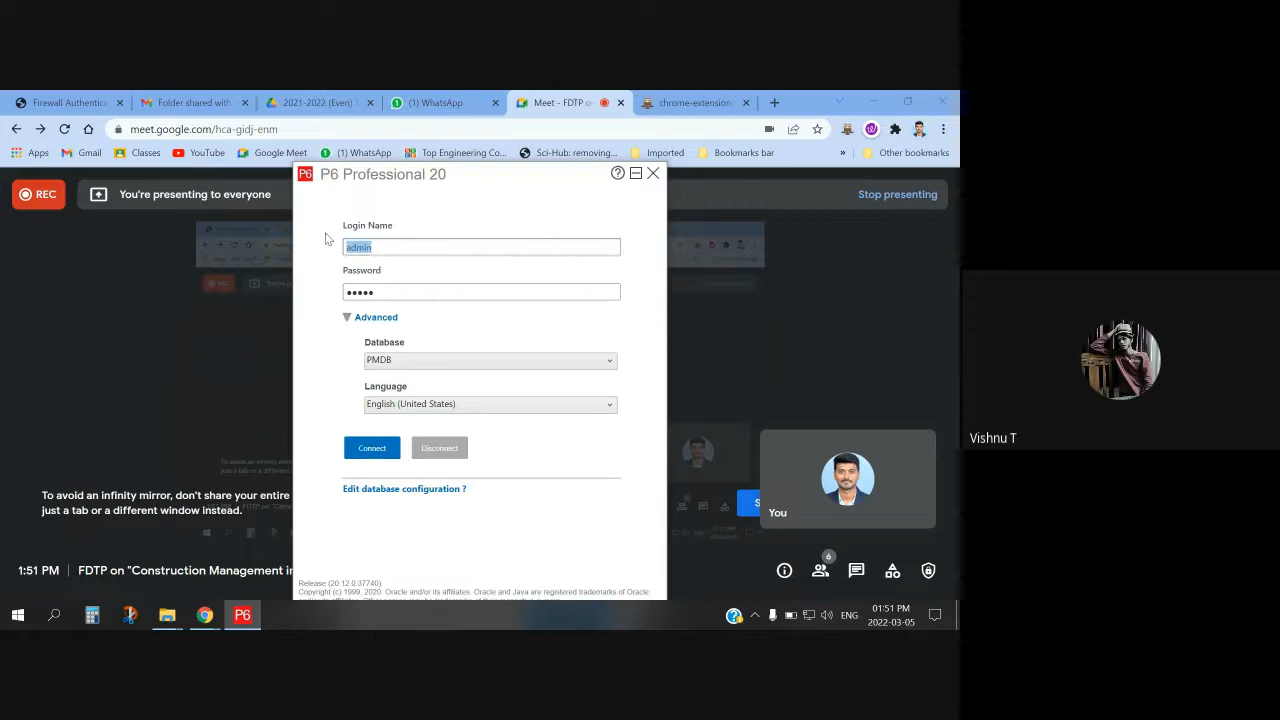 Firewall Authentica
Folder shared with
2021-2022 (Even) T
(1) WhatsApp
Meet - FDTP o
chrome-extension
meet.google.com/hca-gidj-enm
Apps
Gmail
Classes
YouTube
Google Meet
(1) WhatsApp
Top Engineering Co...
Sci-Hub: removing...
Imported
Bookmarks bar
»
Other bookmarks
REC
You're presenting to everyone
Stop presenting
P6 P6 Professional 20
Login Name
admin
Password
•••••
Advanced
Database
PMDB
Language
English (United States)
Connect
Disconnect
Edit database configuration ?
Release (20.12.0.37740)
Copyright (c) 1999, 2020. Oracle and/or its affiliates. Oracle and Java are registered trademarks of Oracle
To avoid an infinity mirror, don't share your entire
just a tab or a different window instead.
You
Vishnu T
6
1:51 PM
FDTP on "Construction Management in
P6
ENG
01:51 PM
2022-03-05